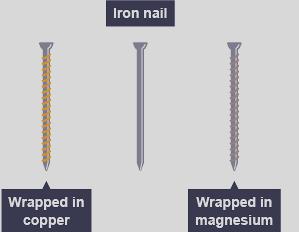 Iron nail
Wrapped in
copper
Wrapped in
magnesium